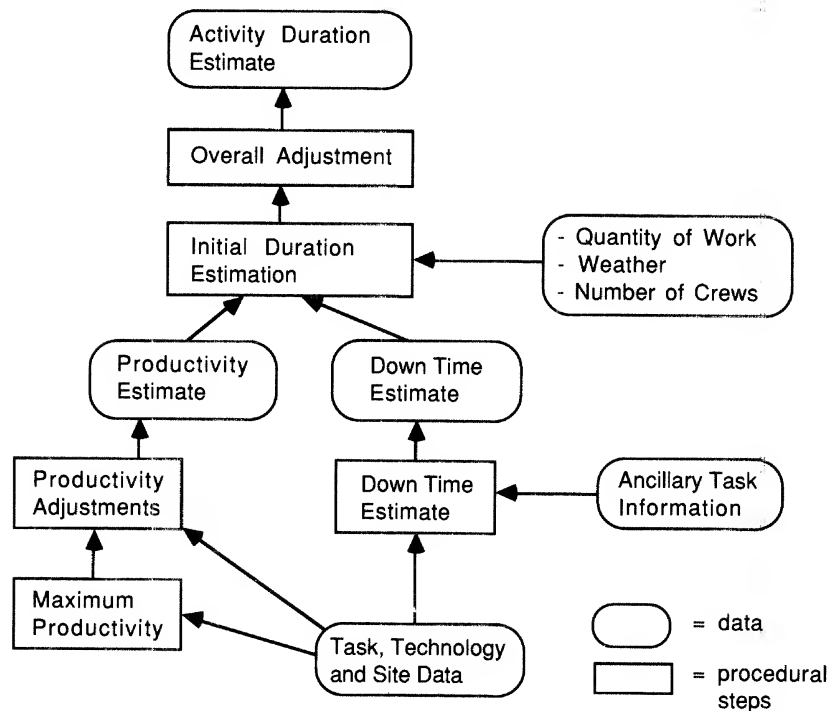 Activity Duration
Estimate
Overall Adjustment
Initial Duration
Estimation
- Quantity of Work
- Weather
- Number of Crews
Productivity
Estimate
Down Time
Estimate
Productivity
Adjustments
Down Time
Estimate
Ancillary Task
Information
Maximum
Productivity
Task, Technology
and Site Data
= data
= procedural
steps